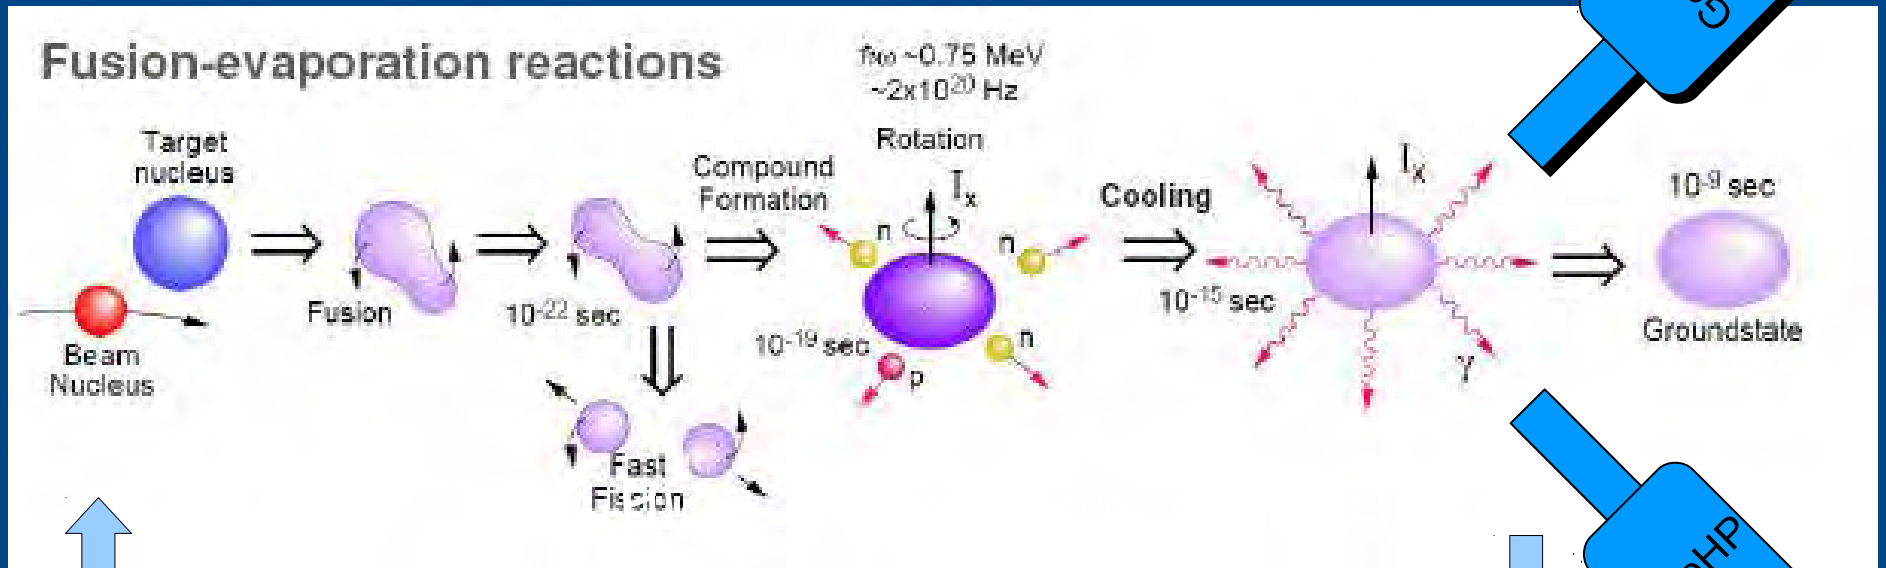 Fusion-evaporation reactions
ħω ~0.75 MeV
~2x10²⁰ Hz
Rotation
Target
nucleus
Beam
Nucleus
Fusion
10⁻²² sec
Fast
Fission
Compound
Formation
Iₓ
n
n
n
p
10⁻¹⁹ sec
Cooling
10⁻¹⁵ sec
Iₓ
γ
10⁻⁹ sec
Groundstate
G